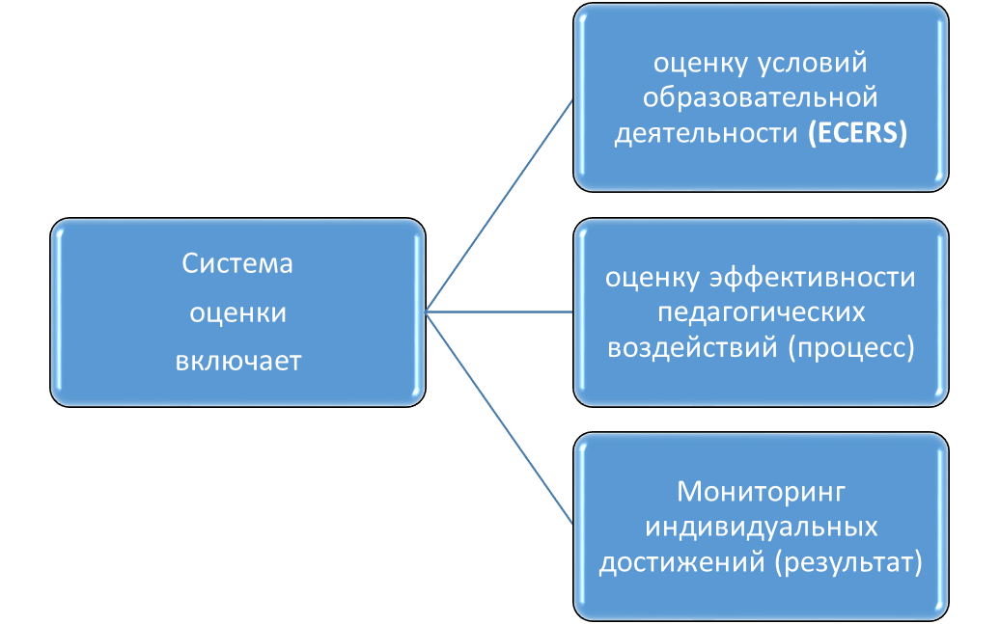 Система
оценки
включает
оценку условий
образовательной
деятельности (ECERS)
оценку эффективности
педагогических
воздействий (процесс)
Мониторинг
индивидуальных
достижений (результат)